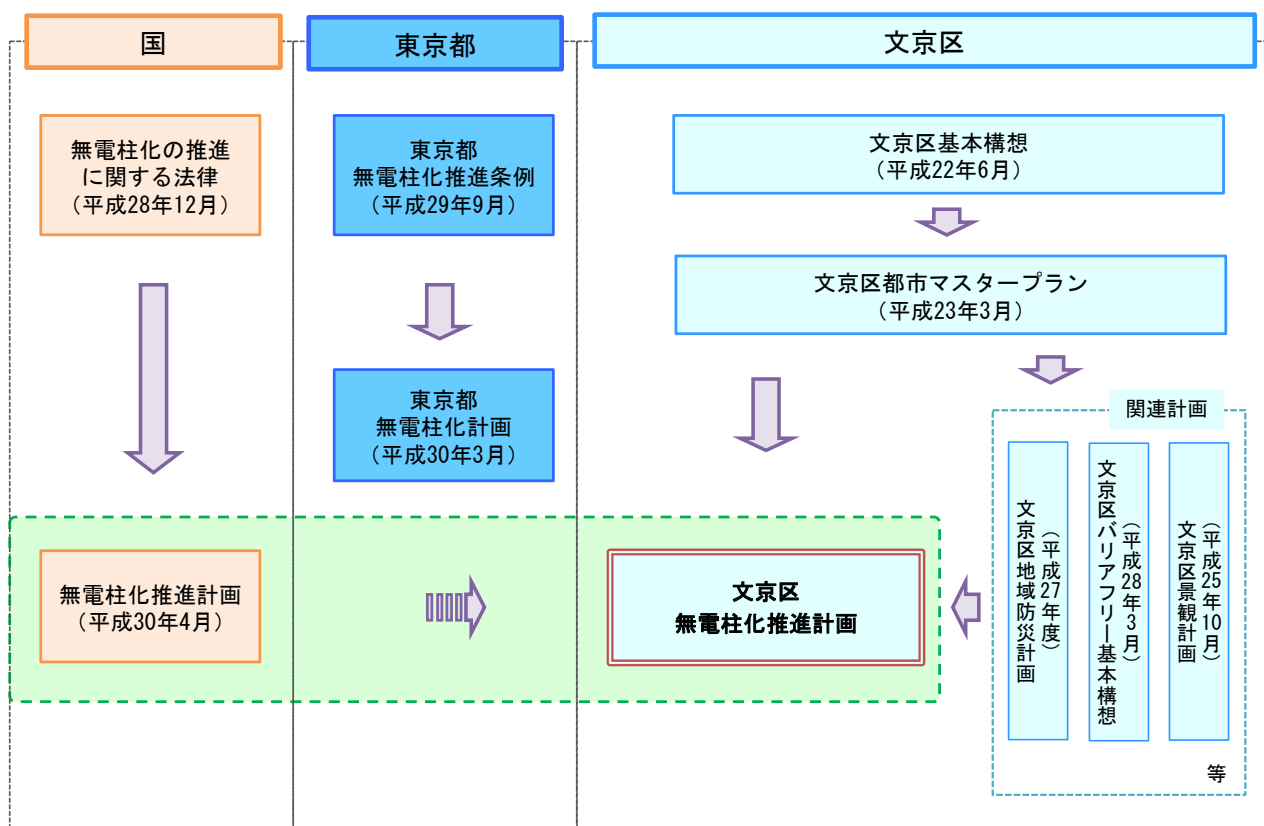 国
東京都
文京区
無電柱化の推進
に関する法律
（平成28年12月）
無電柱化推進計画
（平成30年4月）
東京都
無電柱化推進条例
（平成29年9月）
東京都
無電柱化計画
（平成30年3月）
文京区基本構想
（平成22年6月）
文京区都市マスタープラン
（平成23年3月）
文京区
無電柱化推進計画
関連計画
（平成25年10月）
文京区景観計画
（平成28年3月）
文京区バリアフリー基本構想
（平成27年度）
文京区地域防災計画
等